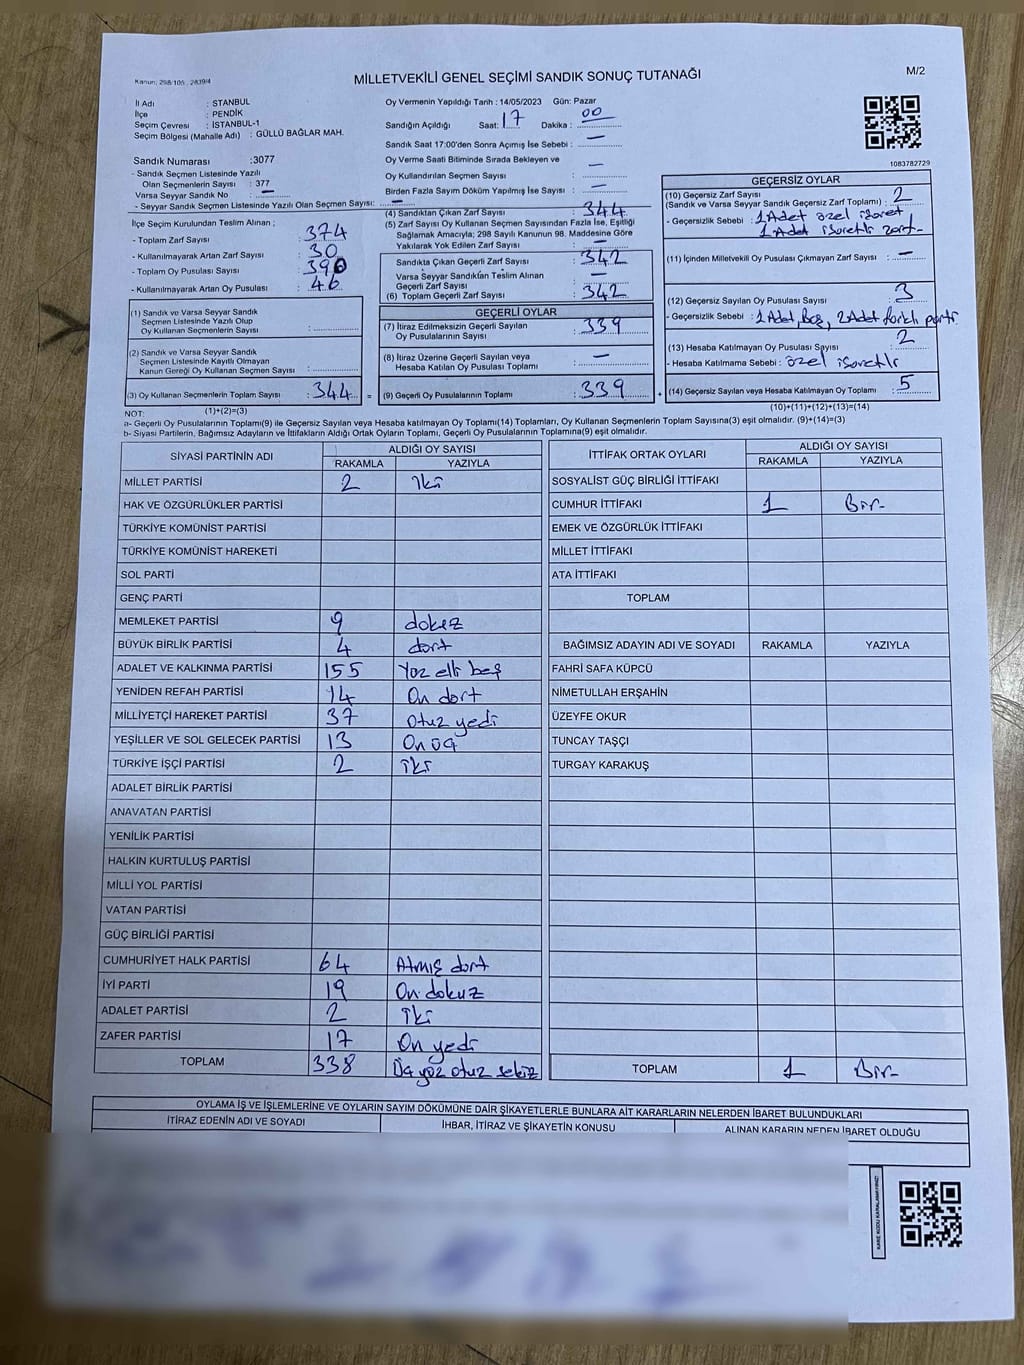 Kanun: 298/105 , 2839/4
MİLLETVEKİLİ GENEL SEÇİMİ SANDIK SONUÇ TUTANAĞI
M/2
İl Adı : STANBUL
İlçe : PENDİK
Seçim Çevresi : İSTANBUL-1
Seçim Bölgesi (Mahalle Adı) : GÜLLÜ BAĞLAR MAH.
Sandık Numarası :3077
- Sandık Seçmen Listesinde Yazılı
Olan Seçmenlerin Sayısı : 377
Varsa Seyyar Sandık No : —
- Seyyar Sandık Seçmen Listesinde Yazılı Olan Seçmen Sayısı: —
İlçe Seçim Kurulundan Teslim Alınan ;
- Toplam Zarf Sayısı : 374
- Kullanılmayarak Artan Zarf Sayısı : 30
- Toplam Oy Pusulası Sayısı : 390
- Kullanılmayarak Artan Oy Pusulası : 46
(1) Sandık ve Varsa Seyyar Sandık
Seçmen Listesinde Yazılı Olup
Oy Kullanan Seçmenlerin Sayısı :
(2) Sandık ve Varsa Seyyar Sandık
Seçmen Listesinde Kayıtlı Olmayan
Kanun Gereği Oy Kullanan Seçmen Sayısı :
(3) Oy Kullanan Seçmenlerin Toplam Sayısı : 344 =
(1)+(2)=(3)
Oy Vermenin Yapıldığı Tarih : 14/05/2023 Gün: Pazar
Sandığın Açıldığı Saat: 17 Dakika : 00
Sandık Saat 17:00'den Sonra Açılmış İse Sebebi : —
Oy Verme Saati Bitiminde Sırada Bekleyen ve
Oy Kullandırılan Seçmen Sayısı : —
Birden Fazla Sayım Döküm Yapılmış İse Sayısı : —
(4) Sandıktan Çıkan Zarf Sayısı : 344
(5) Zarf Sayısı Oy Kullanan Seçmen Sayısından Fazla İse, Eşitliği
Sağlamak Amacıyla; 298 Sayılı Kanunun 98. Maddesine Göre
Yakılarak Yok Edilen Zarf Sayısı : —
Sandıkta Çıkan Geçerli Zarf Sayısı : 342
Varsa Seyyar Sandıktan Teslim Alınan
Geçerli Zarf Sayısı : —
(6) Toplam Geçerli Zarf Sayısı : 342
GEÇERLİ OYLAR
(7) İtiraz Edilmeksizin Geçerli Sayılan
Oy Pusulalarının Sayısı : 339
(8) İtiraz Üzerine Geçerli Sayılan veya
Hesaba Katılan Oy Pusulası Toplamı : —
(9) Geçerli Oy Pusulalarının Toplamı : 339 +
1083782729
GEÇERSİZ OYLAR
(10) Geçersiz Zarf Sayısı
(Sandık ve Varsa Seyyar Sandık Geçersiz Zarf Toplamı) : 2
- Geçersizlik Sebebi : 1 Adet özel işaret
1 Adet işaretli zarf-
(11) İçinden Milletvekili Oy Pusulası Çıkmayan Zarf Sayısı : —
(12) Geçersiz Sayılan Oy Pusulası Sayısı : 3
- Geçersizlik Sebebi : 1 Adet Boş, 2 Adet farklı parti
(13) Hesaba Katılmayan Oy Pusulası Sayısı : 2
- Hesaba Katılmama Sebebi : özel işaretli
(14) Geçersiz Sayılan veya Hesaba Katılmayan Oy Toplamı : 5
(10)+(11)+(12)+(13)=(14)
NOT:
a- Geçerli Oy Pusulalarının Toplamı(9) ile Geçersiz Sayılan veya Hesaba katılmayan Oy Toplamı(14) Toplamları, Oy Kullanan Seçmenlerin Toplam Sayısına(3) eşit olmalıdır. (9)+(14)=(3)
b- Siyasi Partilerin, Bağımsız Adayların ve İttifakların Aldığı Ortak Oyların Toplamı, Geçerli Oy Pusulalarının Toplamına(9) eşit olmalıdır.
SİYASİ PARTİNİN ADI ALDIĞI OY SAYISI
RAKAMLA YAZIYLA
MİLLET PARTİSİ 2 iki
HAK VE ÖZGÜRLÜKLER PARTİSİ
TÜRKİYE KOMÜNİST PARTİSİ
TÜRKİYE KOMÜNİST HAREKETİ
SOL PARTİ
GENÇ PARTİ
MEMLEKET PARTİSİ 9 dokuz
BÜYÜK BİRLİK PARTİSİ 4 dört
ADALET VE KALKINMA PARTİSİ 155 Yüz elli beş
YENİDEN REFAH PARTİSİ 14 On dört
MİLLİYETÇİ HAREKET PARTİSİ 37 otuz yedi
YEŞİLLER VE SOL GELECEK PARTİSİ 13 On üç
TÜRKİYE İŞÇİ PARTİSİ 2 iki
ADALET BİRLİK PARTİSİ
ANAVATAN PARTİSİ
YENİLİK PARTİSİ
HALKIN KURTULUŞ PARTİSİ
MİLLİ YOL PARTİSİ
VATAN PARTİSİ
GÜÇ BİRLİĞİ PARTİSİ
CUMHURİYET HALK PARTİSİ 64 Atmış dört
İYİ PARTİ 19 On dokuz
ADALET PARTİSİ 2 iki
ZAFER PARTİSİ 17 On yedi
TOPLAM 338 Üç yüz otuz sekiz
İTTİFAK ORTAK OYLARI ALDIĞI OY SAYISI
RAKAMLA YAZIYLA
SOSYALİST GÜÇ BİRLİĞİ İTTİFAKI
CUMHUR İTTİFAKI 1 Bir-
EMEK VE ÖZGÜRLÜK İTTİFAKI
MİLLET İTTİFAKI
ATA İTTİFAKI
TOPLAM
BAĞIMSIZ ADAYIN ADI VE SOYADI RAKAMLA YAZIYLA
FAHRİ SAFA KÜPCÜ
NİMETULLAH ERŞAHİN
ÜZEYFE OKUR
TUNCAY TAŞÇI
TURGAY KARAKUŞ
TOPLAM 1 Bir-
OYLAMA İŞ VE İŞLEMLERİNE VE OYLARIN SAYIM DÖKÜMÜNE DAİR ŞİKAYETLERLE BUNLARA AİT KARARLARIN NELERDEN İBARET BULUNDUKLARI
İTİRAZ EDENİN ADI VE SOYADI İHBAR, İTİRAZ VE ŞİKAYETİN KONUSU ALINAN KARARIN NEDEN İBARET OLDUĞU
KARE KODU KARALAMAYINIZ!